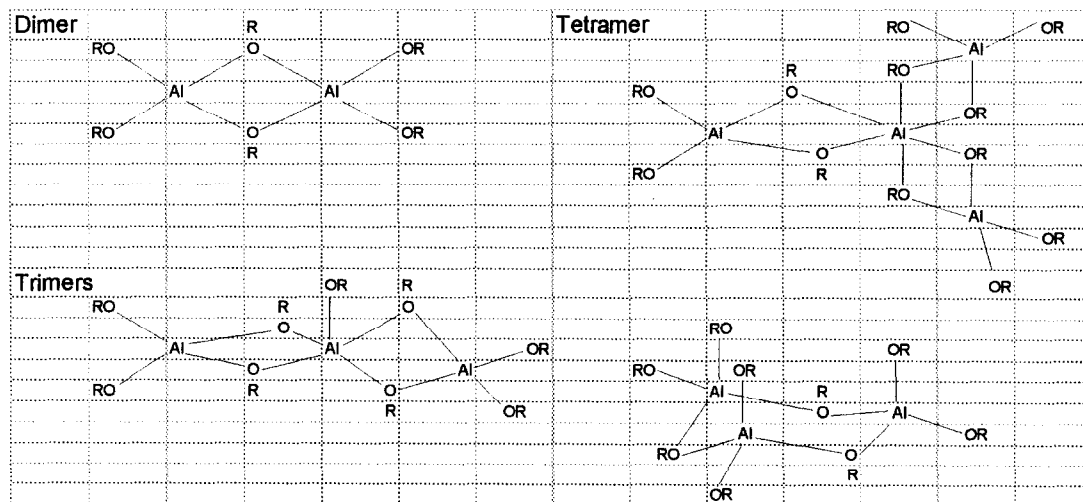 Dimer
R
RO O OR
Al Al
RO O OR
R
Tetramer
RO OR
Al
R RO
RO O
OR
Al Al
O OR
RO R
RO
Al
OR
OR
Trimers
OR R
R
RO O
O
Al Al OR
O Al
RO R O
R OR
RO
OR
RO OR
Al R
O Al
Al OR
RO O
R
OR